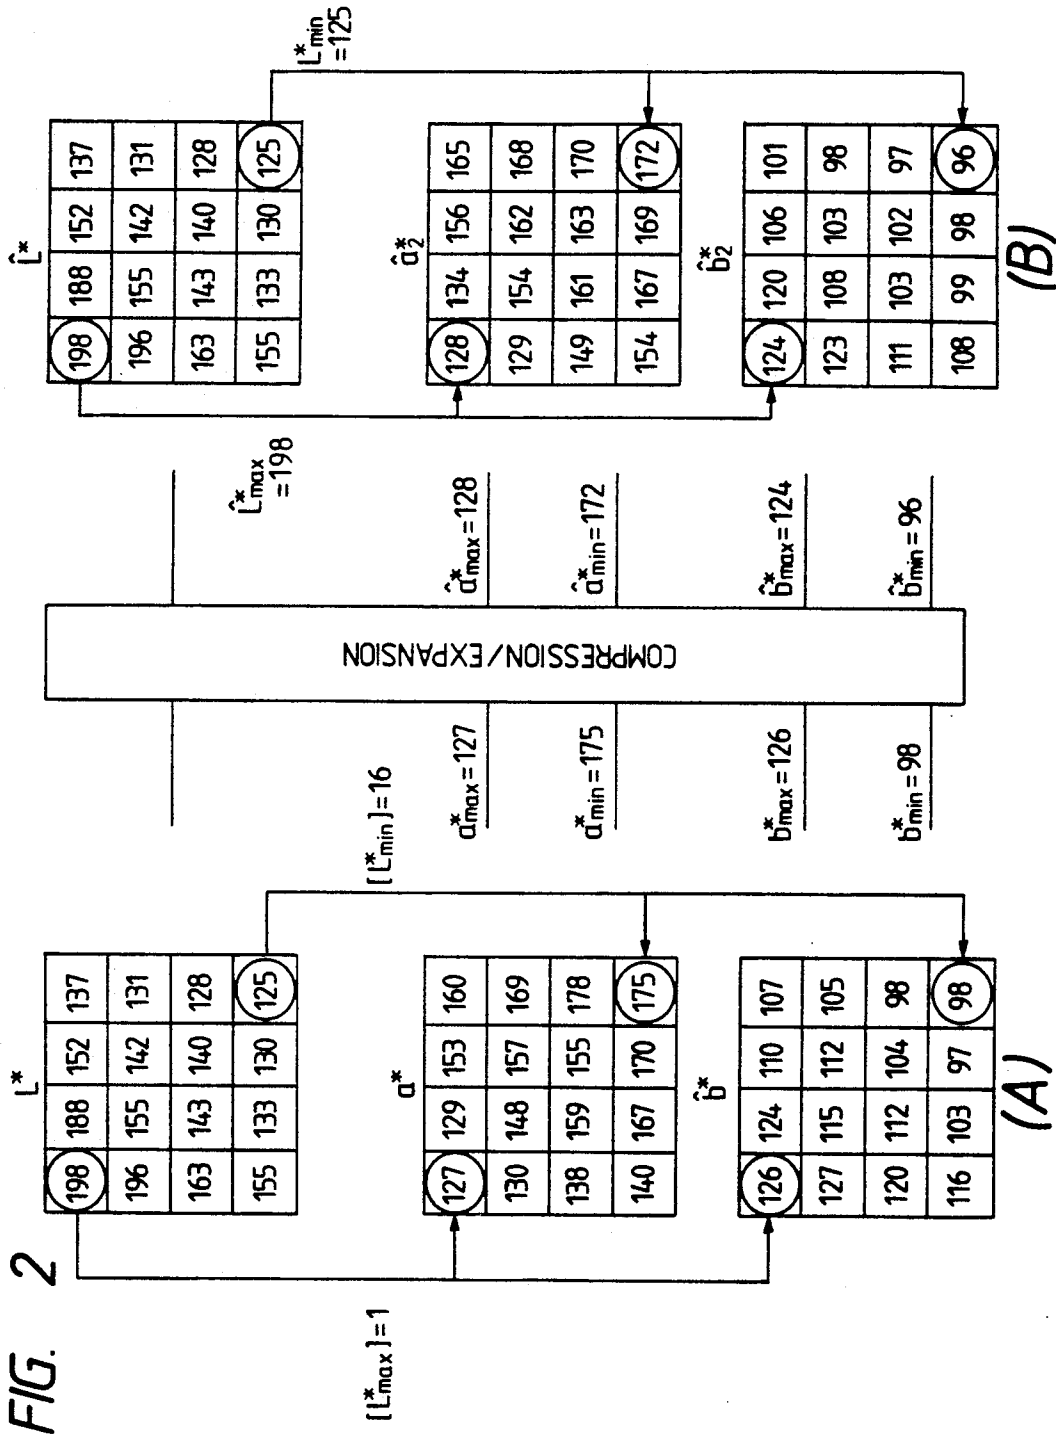 FIG. 2
L*
198 188 152 137
196 155 142 131
163 143 140 128
155 133 130 125
[L*max]=1
[L*min]=16
a*
127 129 153 160
130 148 157 169
138 159 155 178
140 167 170 175
b̂*
126 124 110 107
127 115 112 105
120 112 104 98
116 103 97 98
(A)
a*max=127
a*min=175
b*max=126
b*min=98
COMPRESSION/EXPANSION
L̂*max
=198
â*max=128
â*min=172
b̂*max=124
b̂*min=96
L̂*
198 188 152 137
196 155 142 131
163 143 140 128
155 133 130 125
L*min
=125
â*2
128 134 156 165
129 154 162 168
149 161 163 170
154 167 169 172
b̂*2
124 120 106 101
123 108 103 98
111 103 102 97
108 99 98 96
(B)